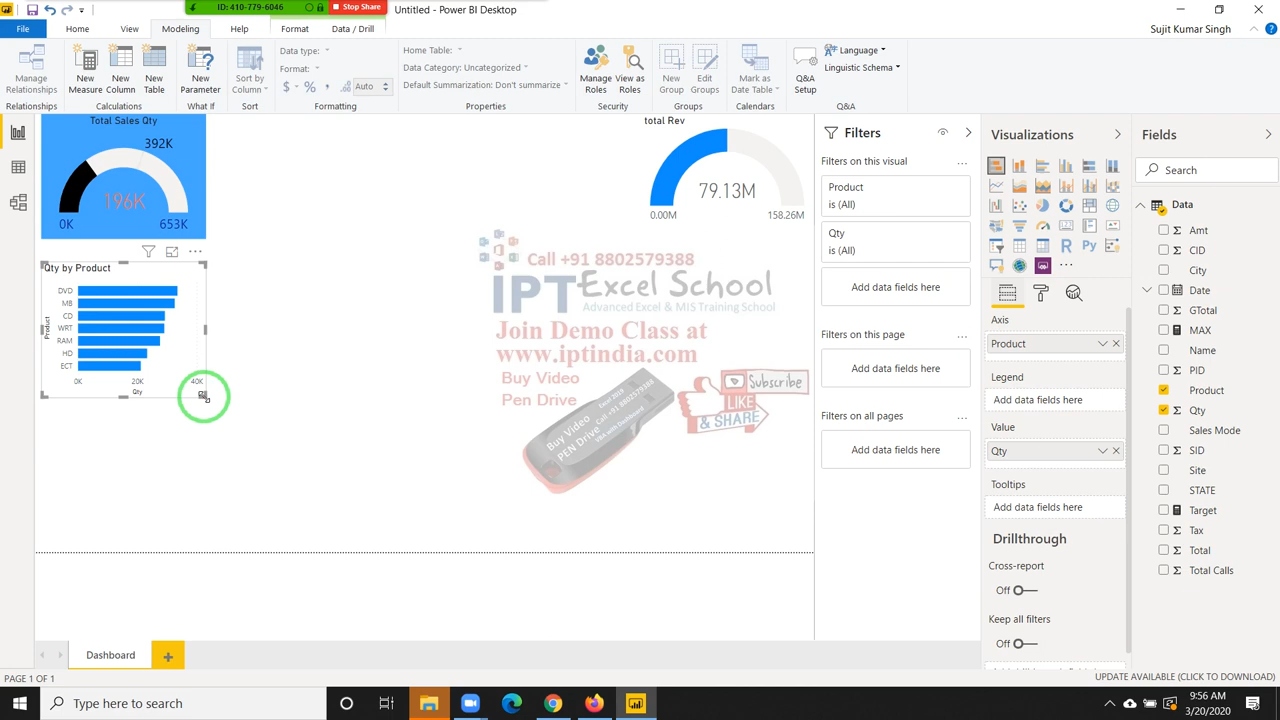 ID: 410-779-6046
Stop Share
Untitled - Power BI Desktop
File
Home
View
Modeling
Help
Format
Data / Drill
Sujit Kumar Singh
Manage
Relationships
New
Measure
New
Column
New
Table
New
Parameter
Sort by
Column
Data type:
Format:
$ % , Auto
Home Table:
Data Category: Uncategorized
Default Summarization: Don't summarize
Manage
Roles
View as
Roles
New
Group
Edit
Groups
Mark as
Date Table
Q&A
Setup
Language
Linguistic Schema
Relationships
Calculations
What If
Sort
Formatting
Properties
Security
Groups
Calendars
Q&A
Total Sales Qty
392K
196K
0K
653K
total Rev
79.13M
0.00M
158.26M
Qty by Product
Product
DVD
MB
CD
WRT
RAM
HD
ECT
0K
20K
40K
Qty
Call +91 8802579388
IPT Excel School
Advanced Excel & MIS Training School
Join Demo Class at
www.iptindia.com
Buy Video
Pen Drive
Buy Video
PEN Drive
Call +91 8802579388
Subscribe
LIKE
& SHARE
Filters
Filters on this visual
Product
is (All)
Qty
is (All)
Add data fields here
Filters on this page
Add data fields here
Filters on all pages
Add data fields here
Visualizations
R
Py
Axis
Product
Legend
Add data fields here
Value
Qty
Tooltips
Add data fields here
Drillthrough
Cross-report
Off
Keep all filters
Off
Fields
Search
Data
Amt
CID
City
Date
GTotal
MAX
Name
PID
Product
Qty
Sales Mode
SID
Site
STATE
Target
Tax
Total
Total Calls
Dashboard
PAGE 1 OF 1
UPDATE AVAILABLE (CLICK TO DOWNLOAD)
Type here to search
9:56 AM
3/20/2020